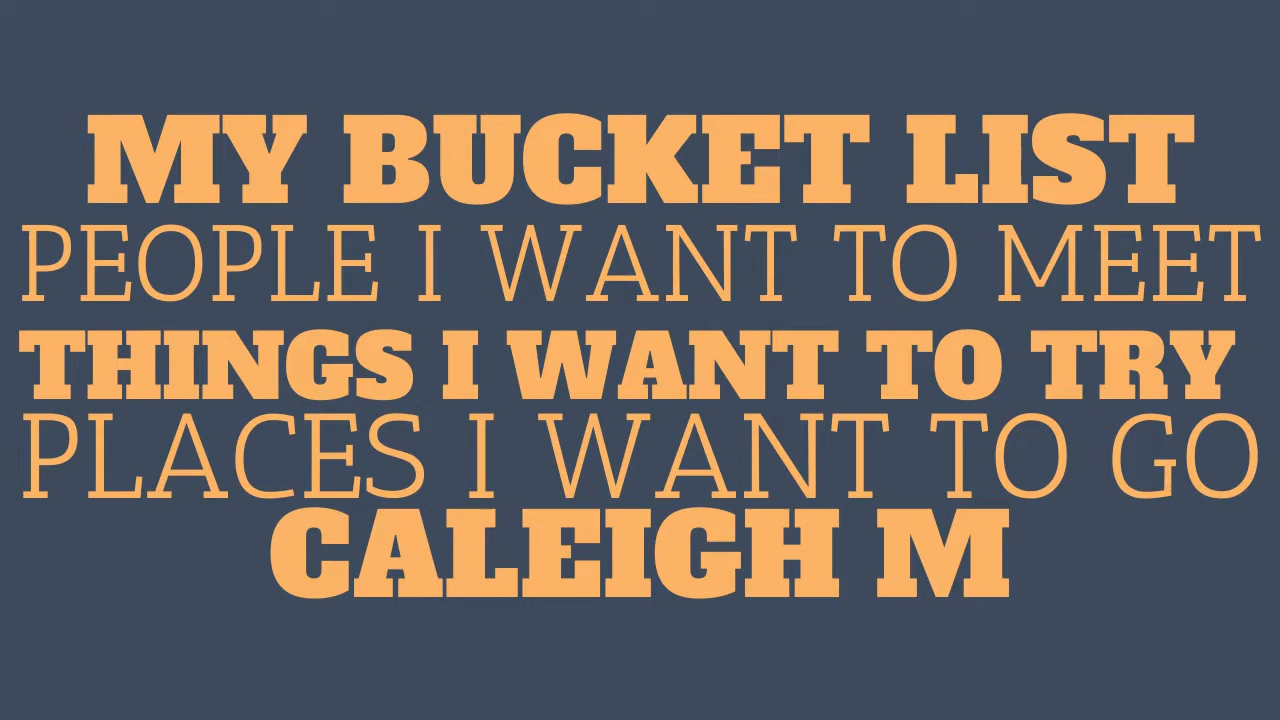 MY BUCKET LIST
PEOPLE I WANT TO MEET
THINGS I WANT TO TRY
PLACES I WANT TO GO
CALEIGH M